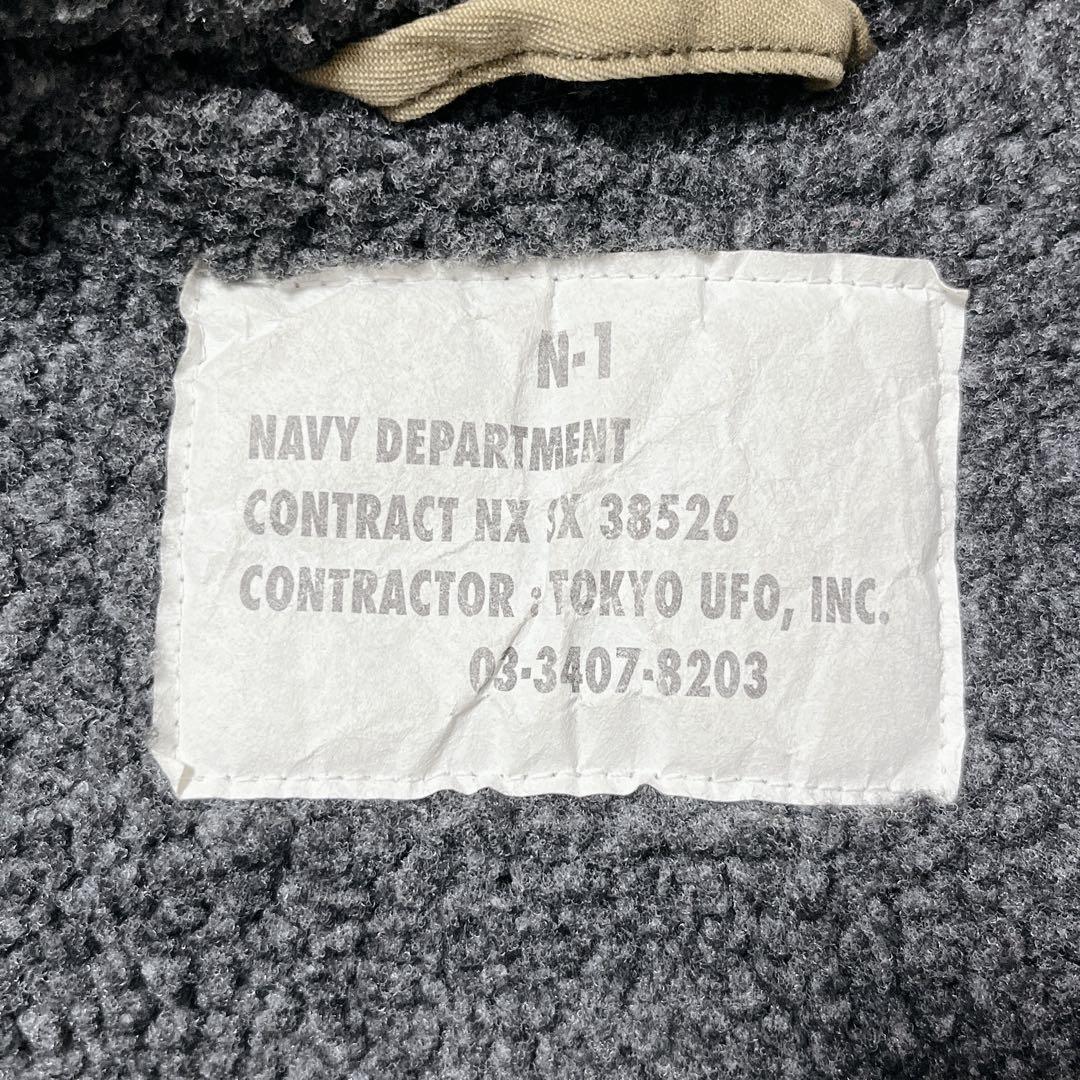 N-1
NAVY DEPARTMENT
CONTRACT NX SX 38526
CONTRACTOR : TOKYO UFO, INC.
03-3407-8203